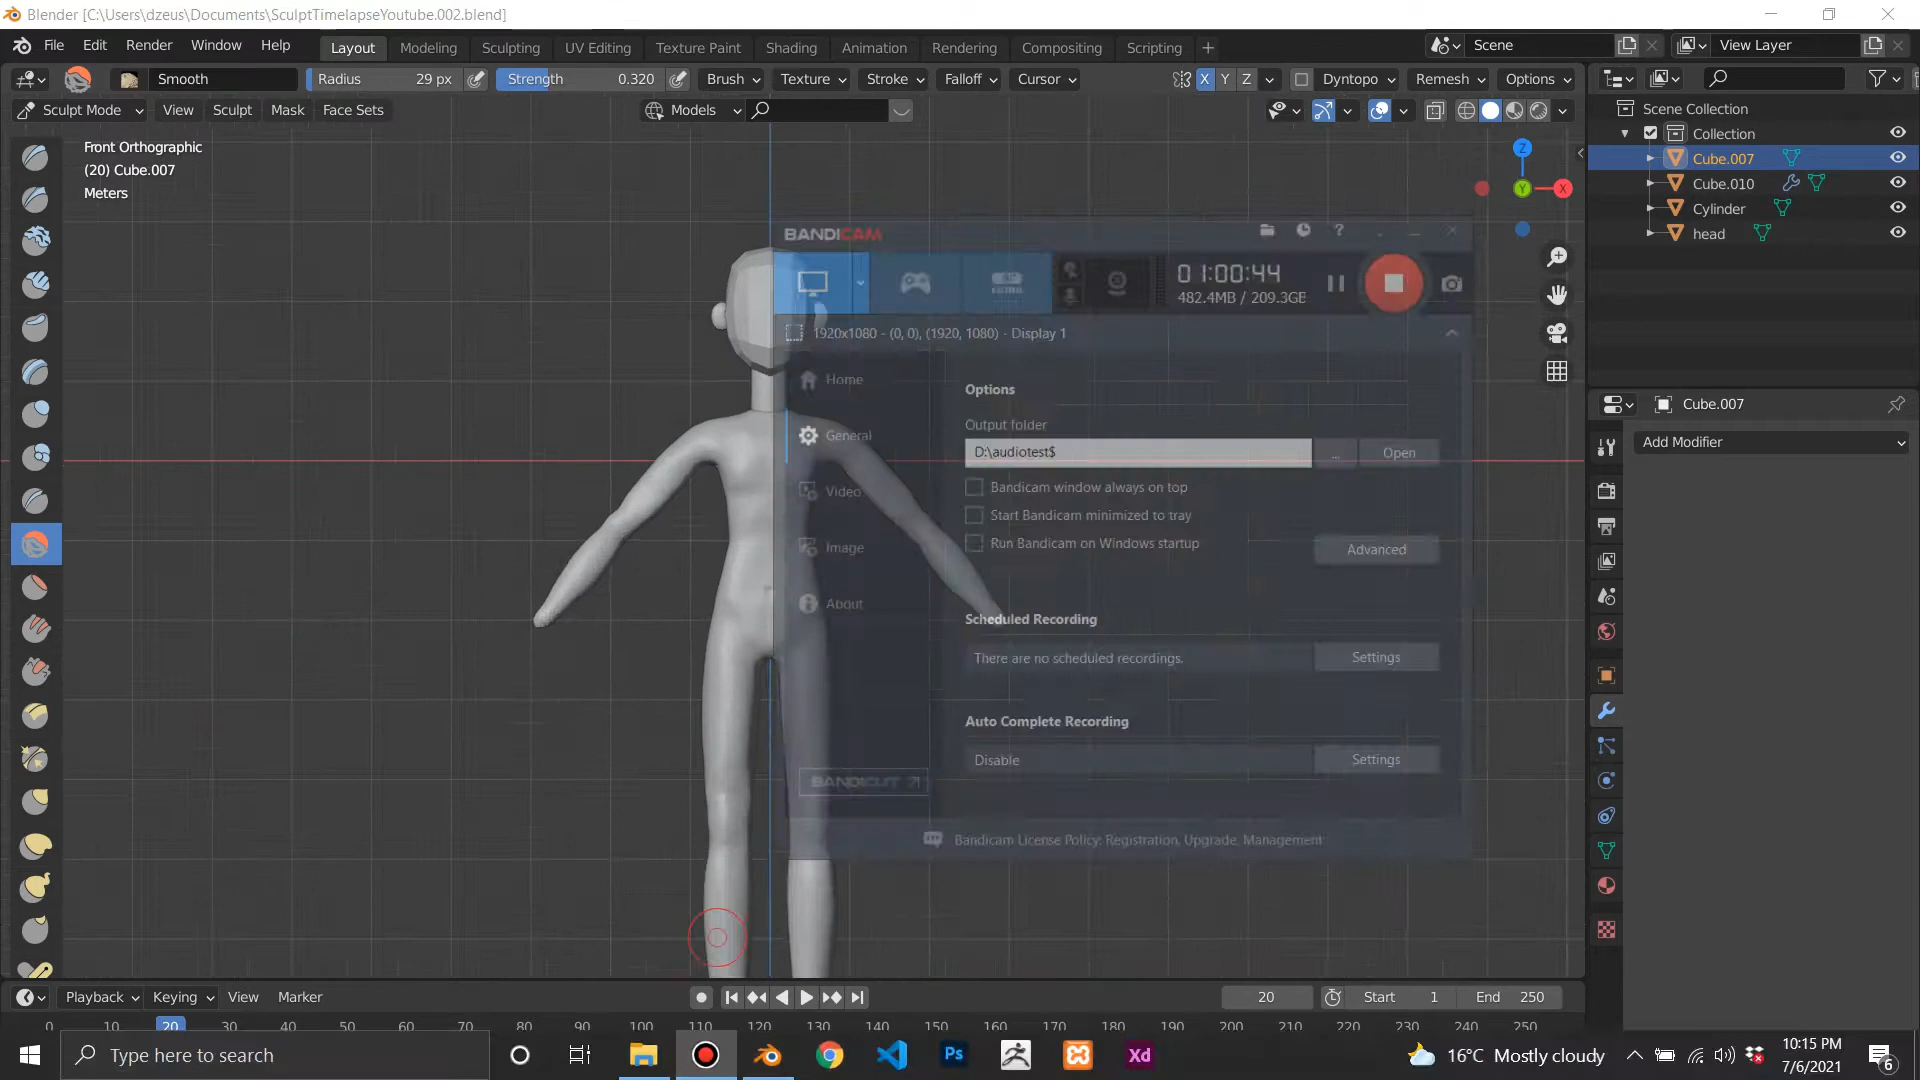 Blender [C:\Users\dzeus\Documents\SculptTimelapseYoutube.002.blend]
File Edit Render Window Help Layout Modeling Sculpting UV Editing Texture Paint Shading Animation Rendering Compositing Scripting + Scene View Layer
Smooth Radius 29 px Strength 0.320 Brush Texture Stroke Falloff Cursor X Y Z Dyntopo Remesh Options
Sculpt Mode View Sculpt Mask Face Sets Models
Scene Collection
Collection
Cube.007
Cube.010
Cylinder
head
Front Orthographic
(20) Cube.007
Meters
Z
Y X
BANDICAM
01:00:44
482.4MB / 209.3GB
1920x1080 - (0, 0), (1920, 1080) - Display 1
Home
General
Video
Image
About
BANDICUT
Options
Output folder
D:\audiotest$ ... Open
Bandicam window always on top
Start Bandicam minimized to tray
Run Bandicam on Windows startup
Advanced
Scheduled Recording
There are no scheduled recordings. Settings
Auto Complete Recording
Disable Settings
Bandicam License Policy: Registration, Upgrade, Management
Cube.007
Add Modifier
Playback Keying View Marker 20 Start 1 End 250
0 10 20 30 40 50 60 70 80 90 100 110 120 130 140 150 160 170 180 190 200 210 220 230 240 250
Type here to search Ps Xd 16°C Mostly cloudy 10:15 PM
7/6/2021
6